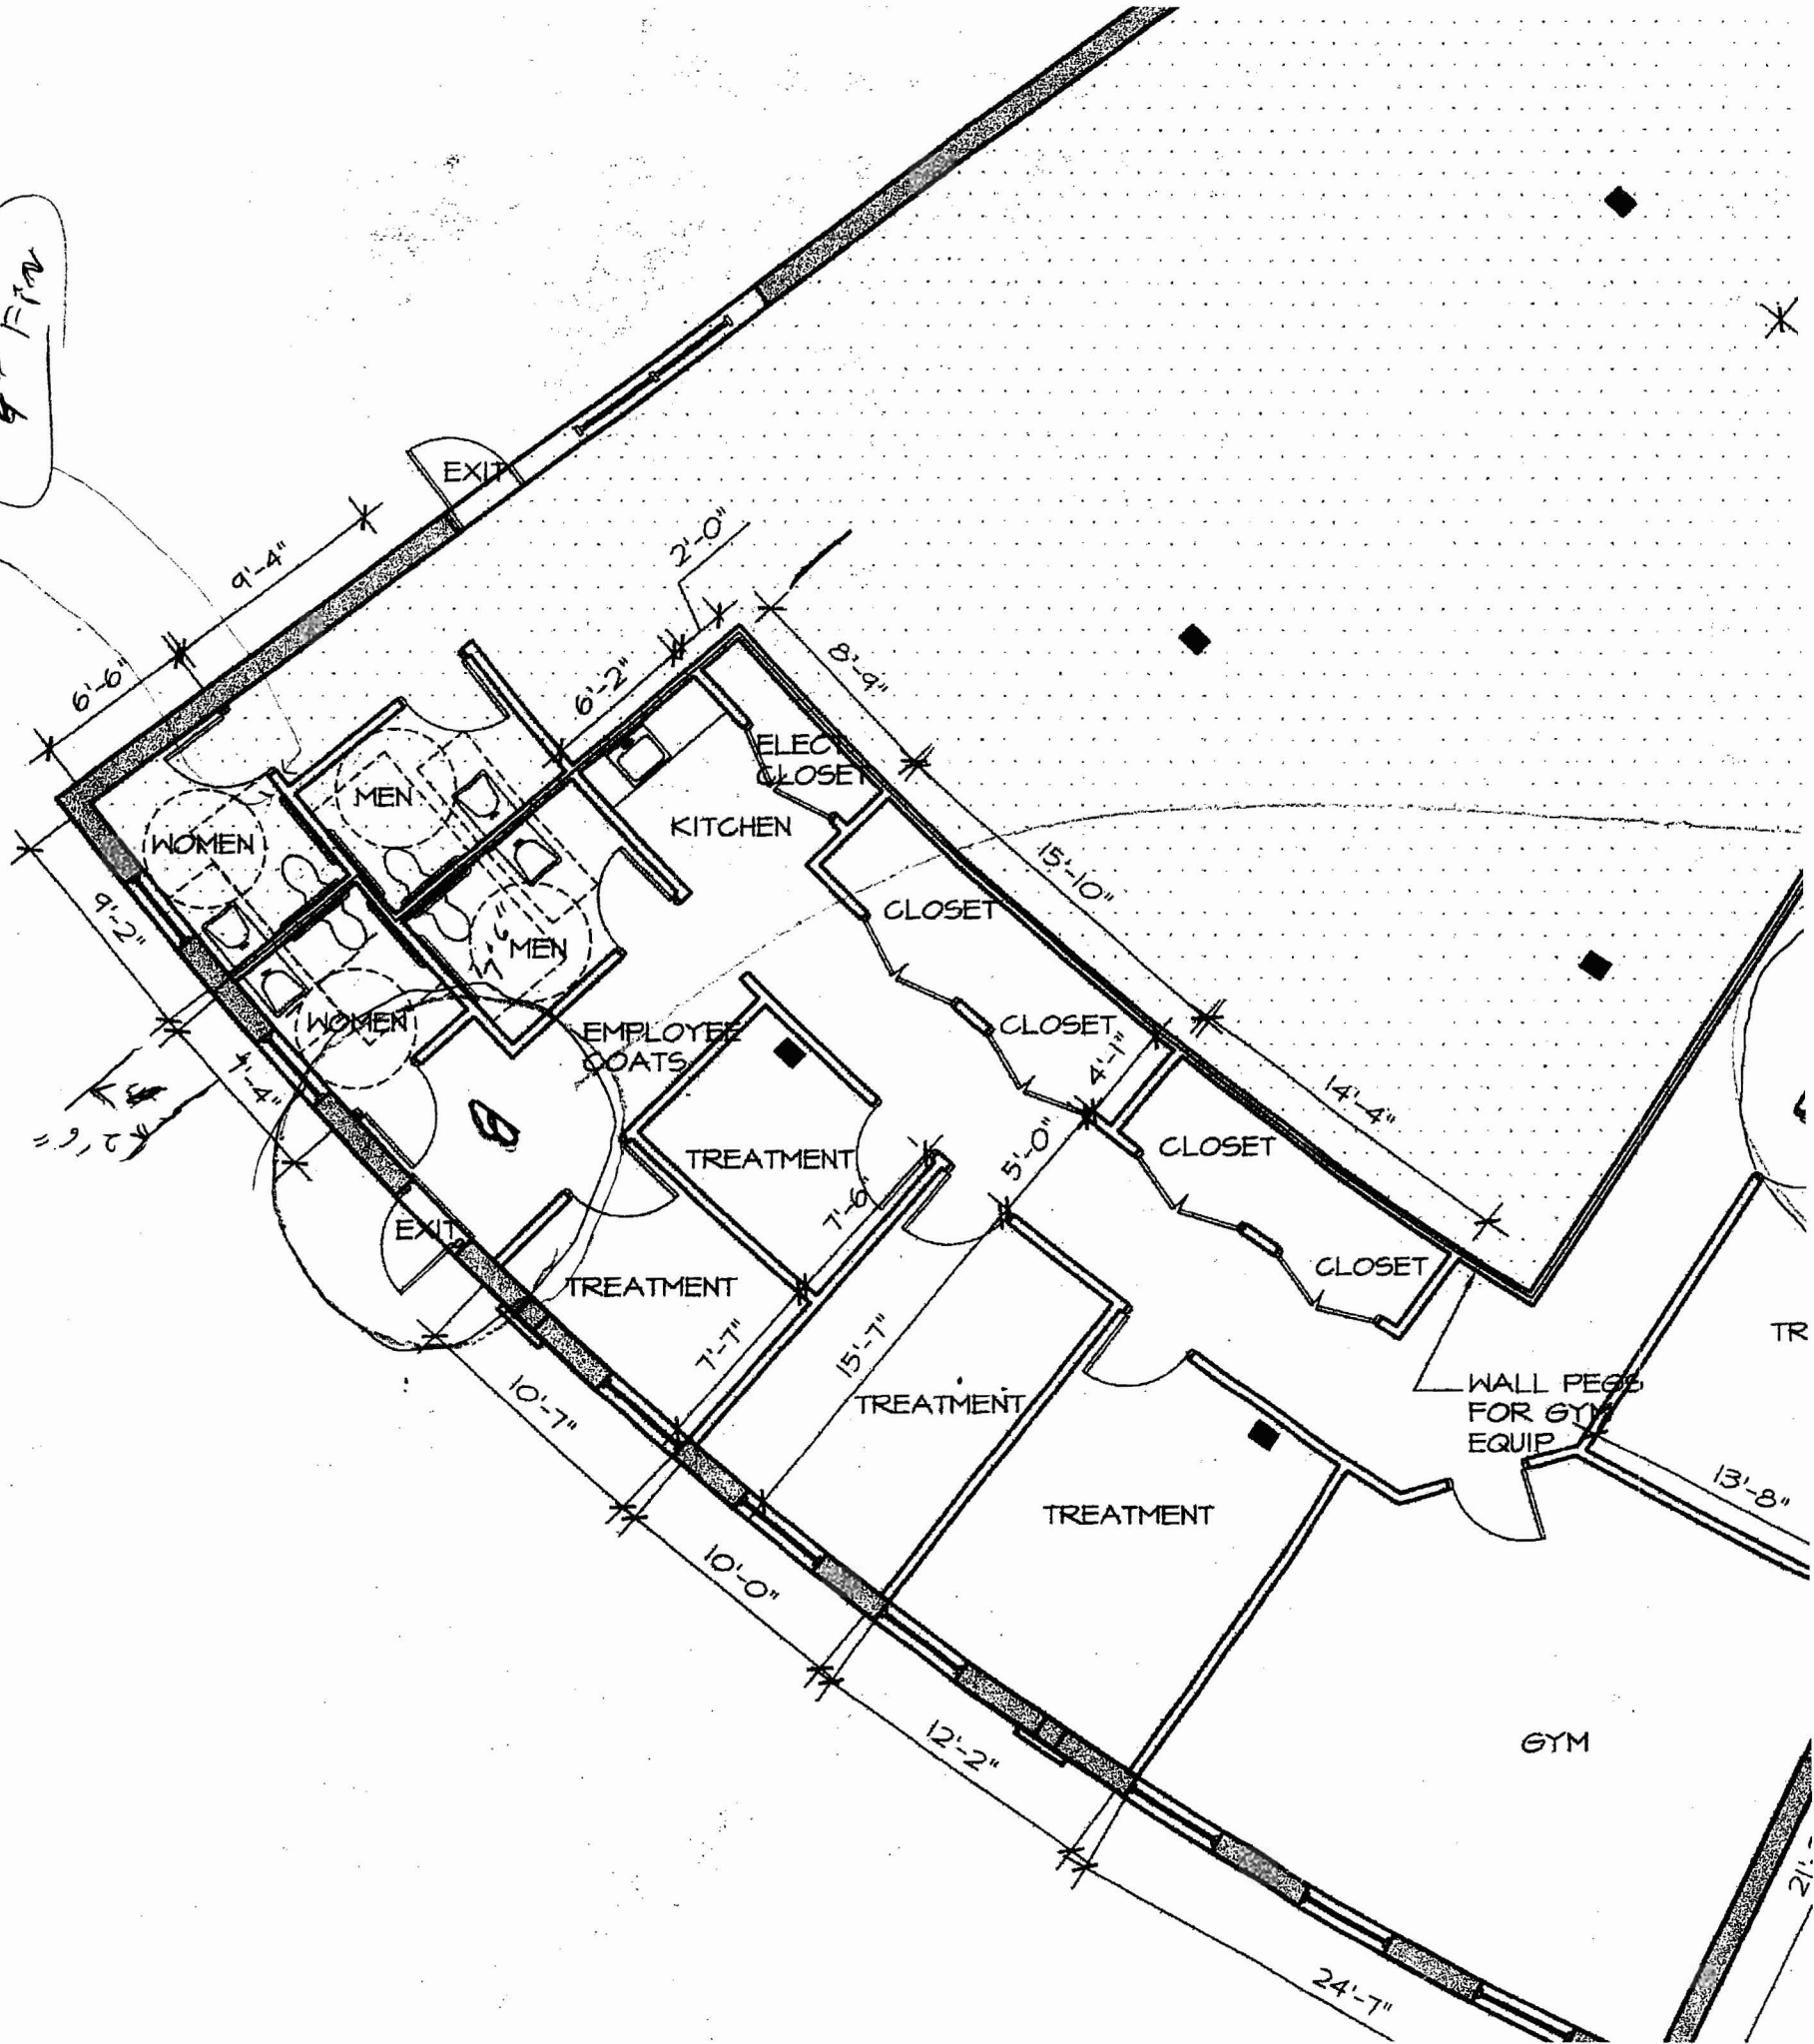 Fin
EXIT
9'-4"
2'-0"
6'-6"
6'-2"
8'-9"
ELEC
CLOSET
MEN
KITCHEN
WOMEN
15'-10"
9'-2"
CLOSET
7'-6"
MEN
WOMEN
EMPLOYEE
COATS
CLOSET
4'-1"
7'-4"
14'-4"
CLOSET
TREATMENT
5'-0"
7'-6"
EXIT
TREATMENT
CLOSET
7'-7"
15'-7"
TR
WALL PEGS
FOR GYM
EQUIP
10'-7"
TREATMENT
13'-8"
TREATMENT
10'-0"
12'-2"
GYM
24'-7"